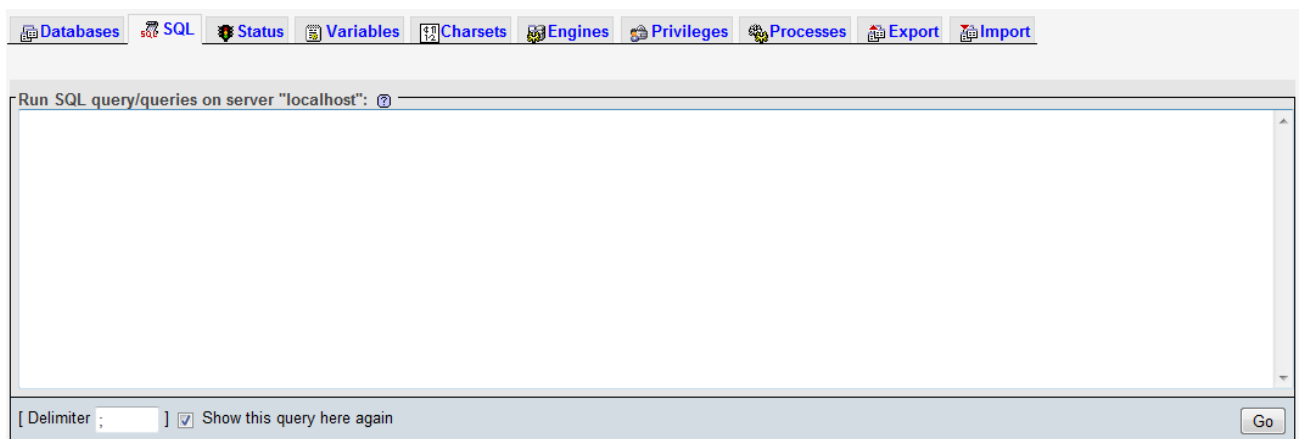 Databases SQL Status Variables Charsets Engines Privileges Processes Export Import
Run SQL query/queries on server "localhost":
[ Delimiter ; ] Show this query here again Go